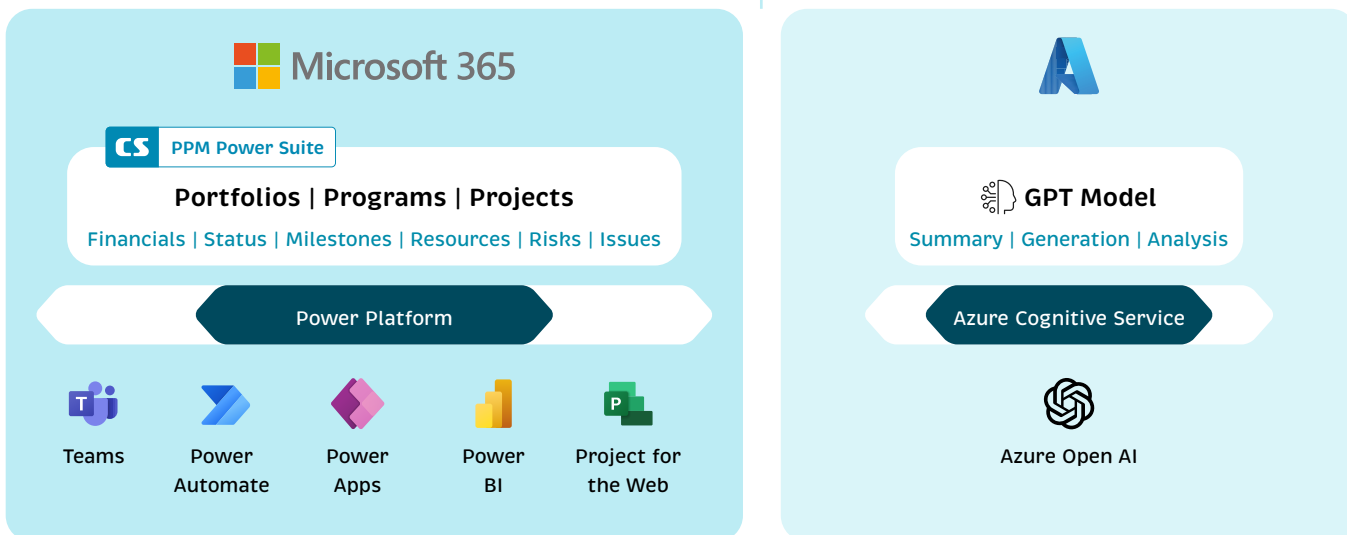 Microsoft 365
CS PPM Power Suite
Portfolios | Programs | Projects
Financials | Status | Milestones | Resources | Risks | Issues
Power Platform
T
P
Teams
Power
Automate
Power
Apps
Power
BI
Project for
the Web
GPT Model
Summary | Generation | Analysis
Azure Cognitive Service
Azure Open AI